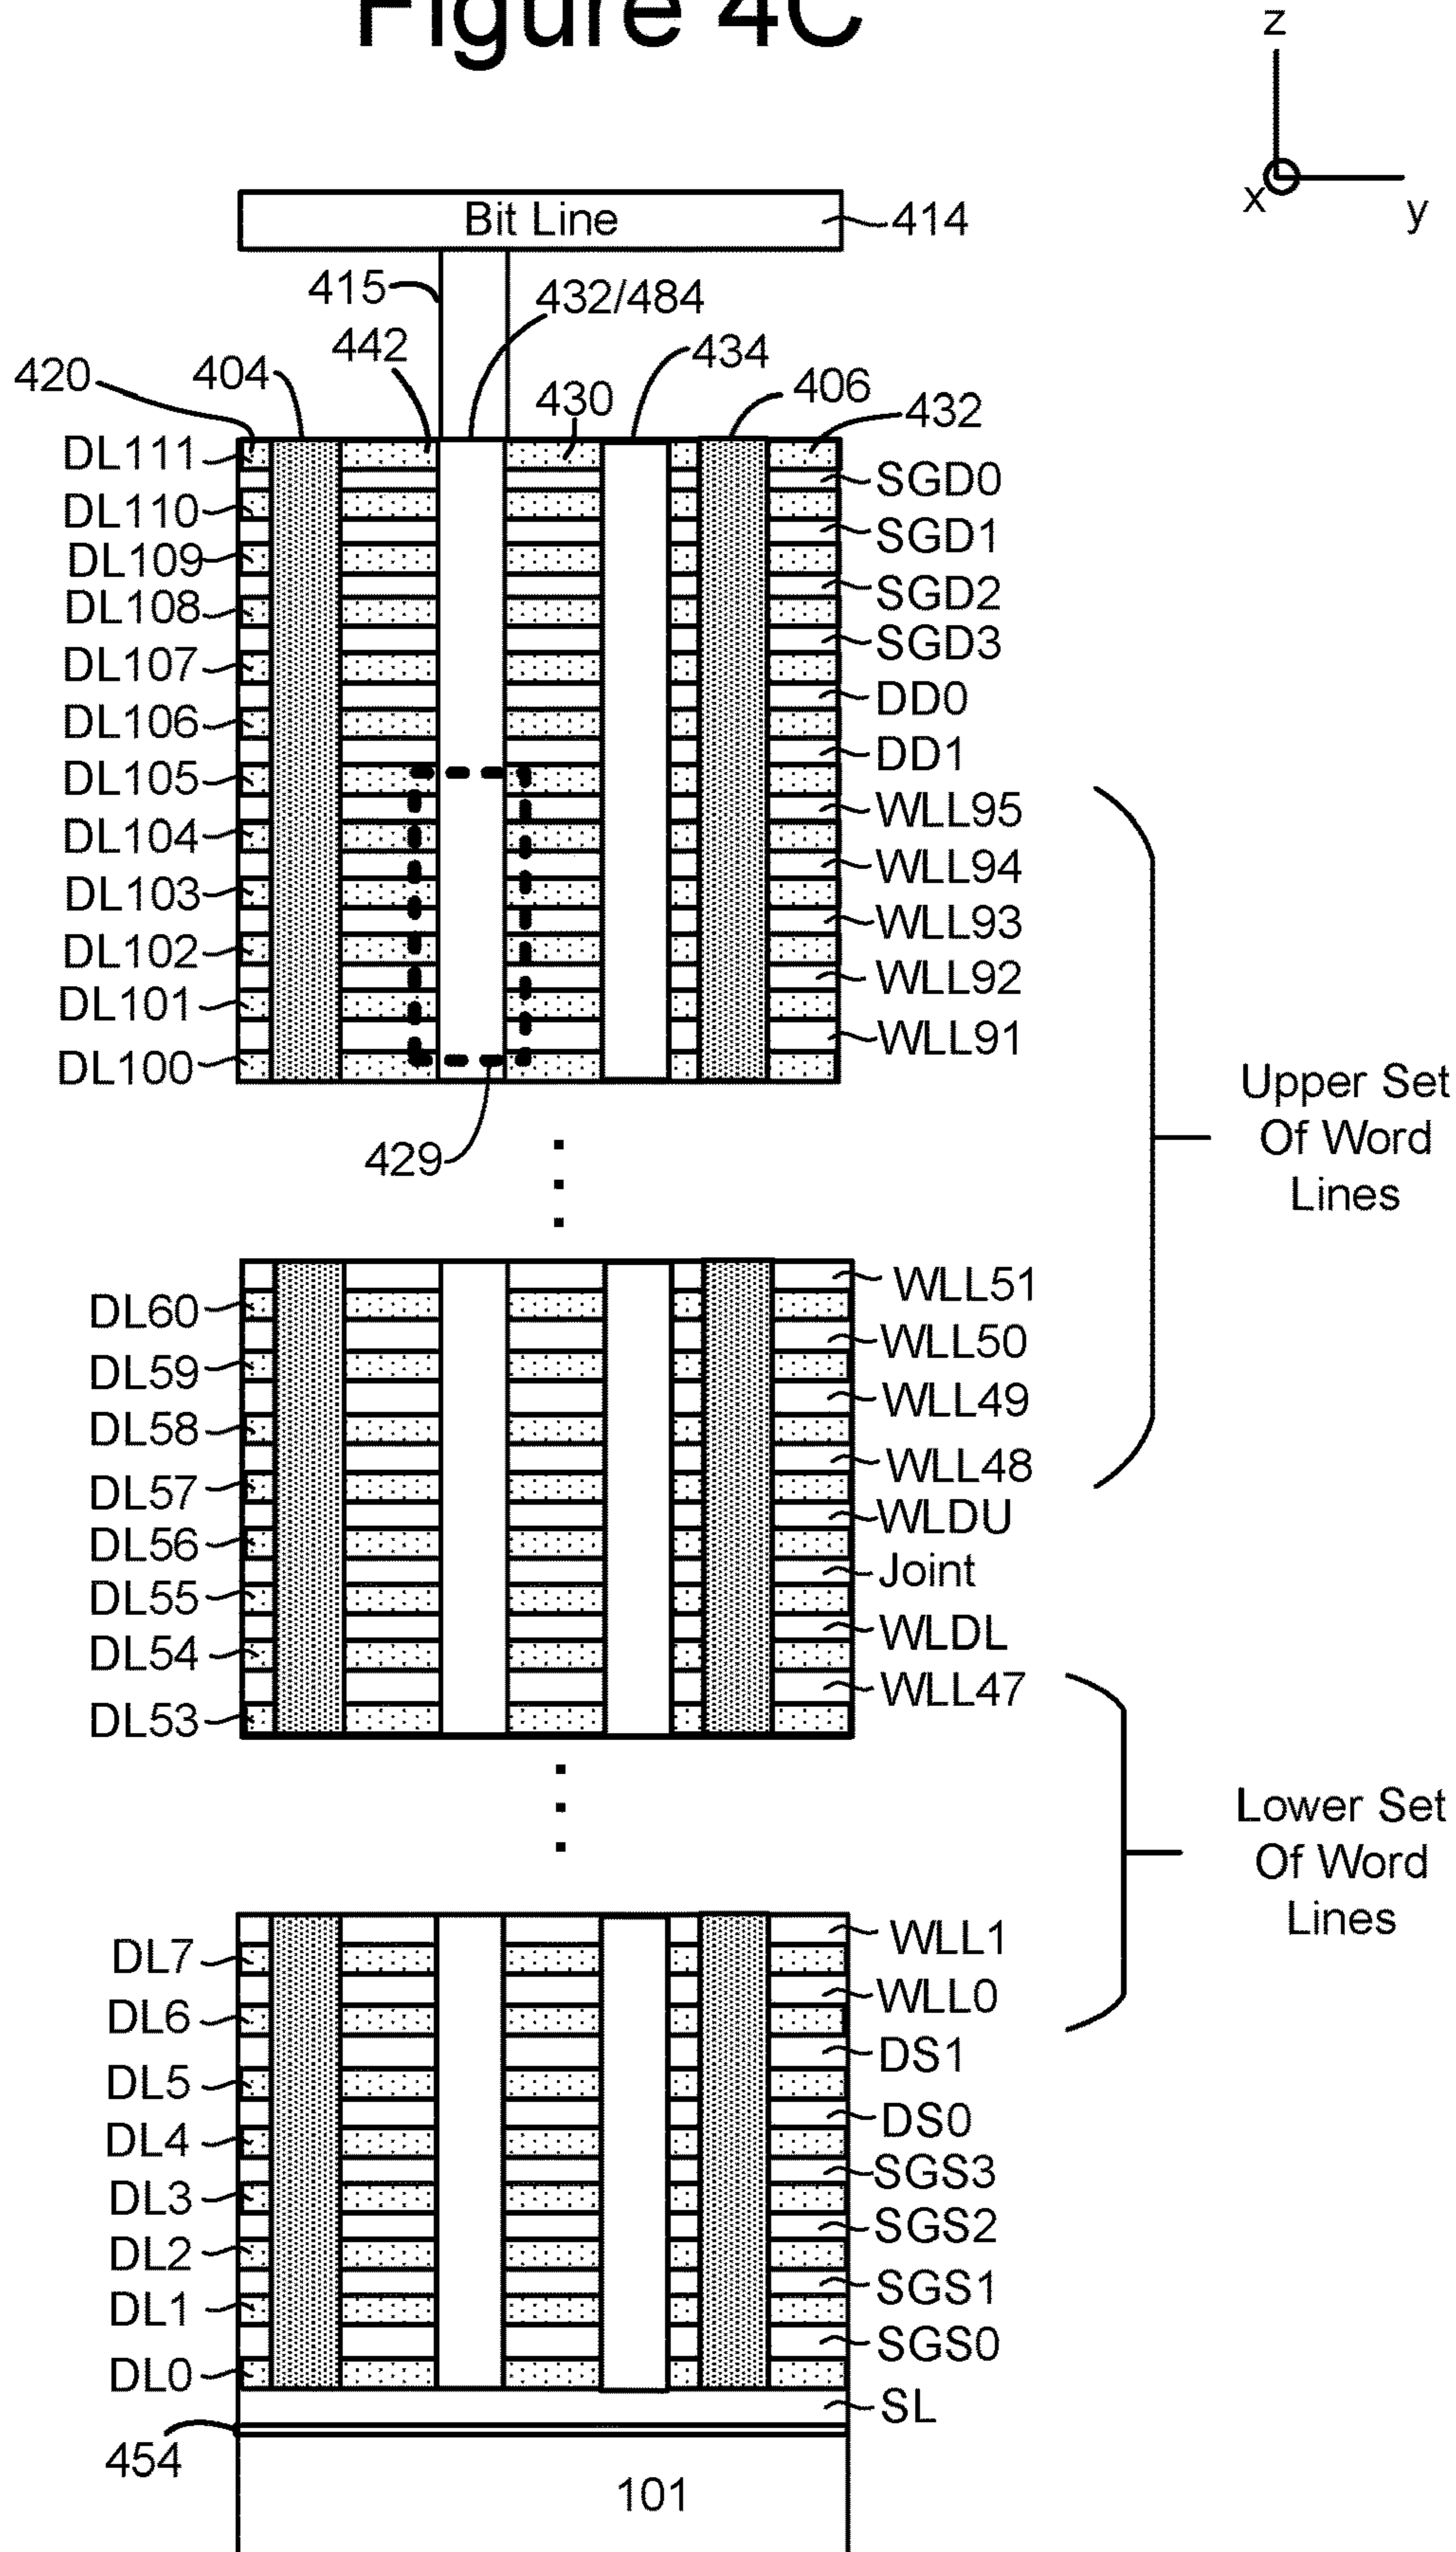 Figure 4C
z
x
y
Bit Line
414
415
432/484
442
434
420
404
430
406
432
DL111
SGD0
DL110
SGD1
DL109
SGD2
DL108
SGD3
DL107
DD0
DL106
DD1
DL105
WLL95
DL104
WLL94
DL103
WLL93
DL102
WLL92
DL101
WLL91
DL100
429
Upper Set
Of Word
Lines
WLL51
DL60
WLL50
DL59
WLL49
DL58
WLL48
DL57
WLDU
DL56
Joint
DL55
WLDL
DL54
WLL47
DL53
Lower Set
Of Word
Lines
WLL1
DL7
WLL0
DL6
DS1
DL5
DS0
DL4
SGS3
DL3
SGS2
DL2
SGS1
DL1
SGS0
DL0
SL
454
101